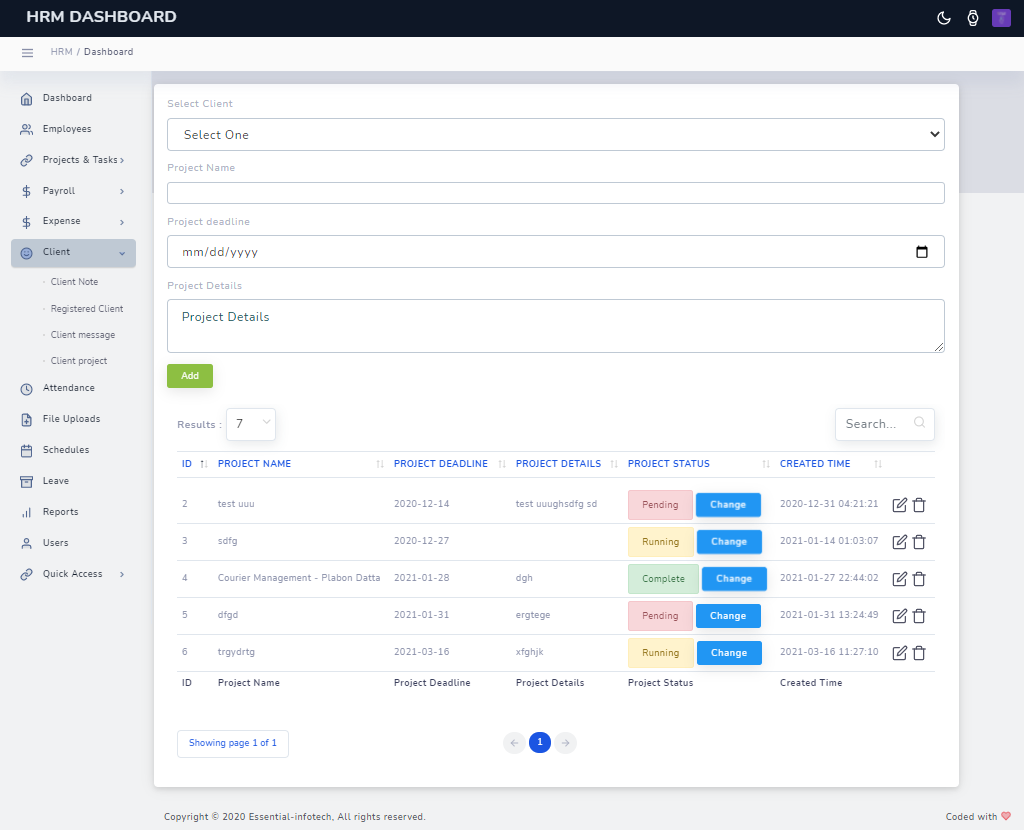 HRM DASHBOARD
HRM / Dashboard
Dashboard
Employees
Projects & Tasks
Payroll
Expense
Client
Client Note
Registered Client
Client message
Client project
Attendance
File Uploads
Schedules
Leave
Reports
Users
Quick Access
Select Client
Select One
Project Name
Project deadline
mm/dd/yyyy
Project Details
Project Details
Add
Results : 7
Search...
ID PROJECT NAME PROJECT DEADLINE PROJECT DETAILS PROJECT STATUS CREATED TIME
2 test uuu 2020-12-14 test uuughsdfg sd Pending Change 2020-12-31 04:21:21
3 sdfg 2020-12-27 Running Change 2021-01-14 01:03:07
4 Courier Management - Plabon Datta 2021-01-28 dgh Complete Change 2021-01-27 22:44:02
5 dfgd 2021-01-31 ergtege Pending Change 2021-01-31 13:24:49
6 trgydrtg 2021-03-16 xfghjk Running Change 2021-03-16 11:27:10
ID Project Name Project Deadline Project Details Project Status Created Time
Showing page 1 of 1
1
Copyright © 2020 Essential-infotech, All rights reserved.
Coded with